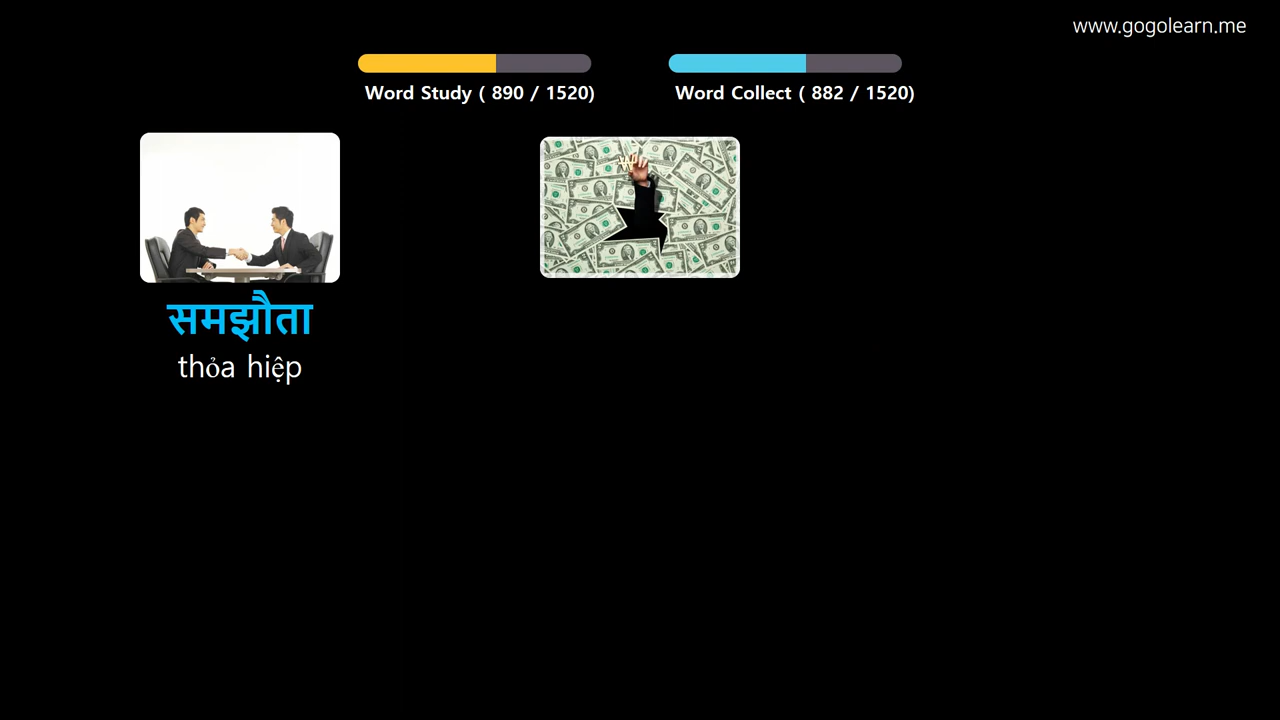 www.gogolearn.me
Word Study ( 890 / 1520)
Word Collect ( 882 / 1520)
समझौता
thỏa hiệp